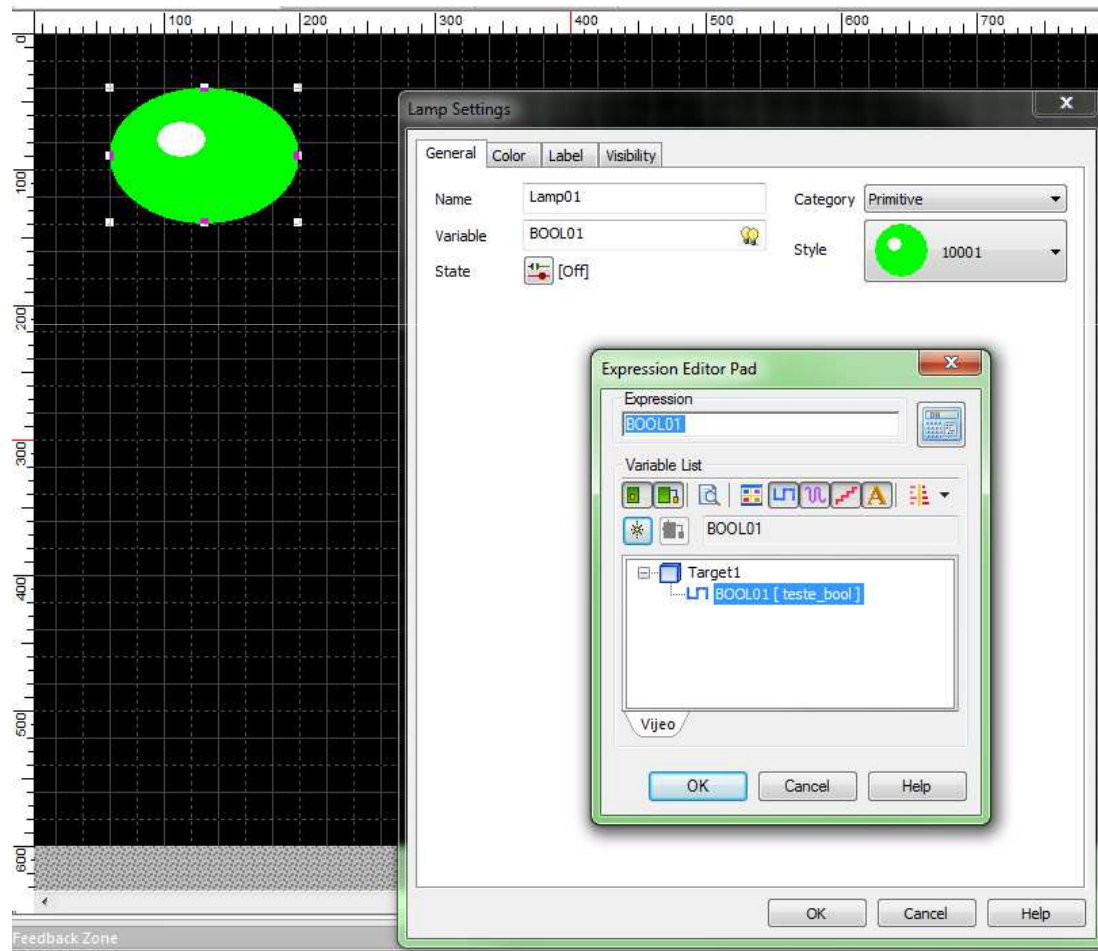 100 200 300 400 500 600 700
0
100
200
300
400
500
600
Lamp Settings
General Color Label Visibility
Name Lamp01 Category Primitive
Variable BOOL01
Style 10001
State [Off]
Expression Editor Pad
Expression
BOOL01
Variable List
A
BOOL01
Target1
BOOL01 [ teste_bool ]
Vijeo
OK Cancel Help
OK Cancel Help
Feedback Zone